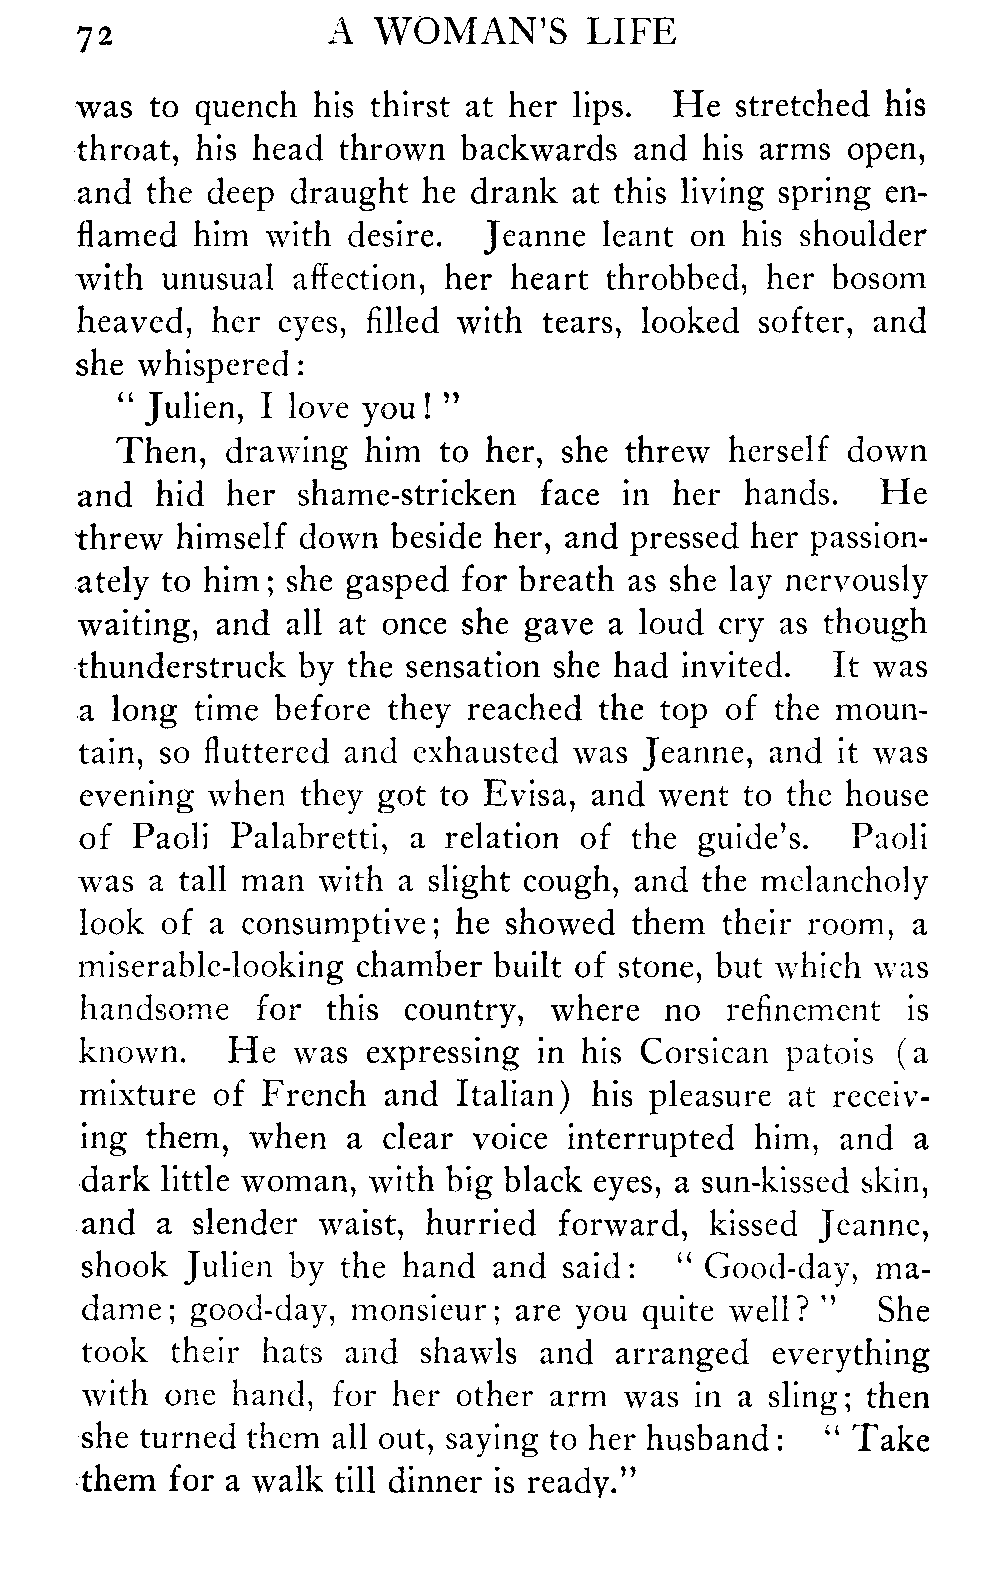 72 A WOMAN'S LIFE
was to quench his thirst at her lips. He stretched his
throat, his head thrown backwards and his arms open,
and the deep draught he drank at this living spring en-
flamed him with desire. Jeanne leant on his shoulder
with unusual affection, her heart throbbed, her bosom
heaved, her eyes, filled with tears, looked softer, and
she whispered:
" Julien, I love you! "
Then, drawing him to her, she threw herself down
and hid her shame-stricken face in her hands. He
threw himself down beside her, and pressed her passion-
ately to him; she gasped for breath as she lay nervously
waiting, and all at once she gave a loud cry as though
thunderstruck by the sensation she had invited. It was
a long time before they reached the top of the moun-
tain, so fluttered and exhausted was Jeanne, and it was
evening when they got to Evisa, and went to the house
of Paoli Palabretti, a relation of the guide's. Paoli
was a tall man with a slight cough, and the melancholy
look of a consumptive; he showed them their room, a
miserable-looking chamber built of stone, but which was
handsome for this country, where no refinement is
known. He was expressing in his Corsican patois (a
mixture of French and Italian) his pleasure at receiv-
ing them, when a clear voice interrupted him, and a
dark little woman, with big black eyes, a sun-kissed skin,
and a slender waist, hurried forward, kissed Jeanne,
shook Julien by the hand and said: " Good-day, ma-
dame; good-day, monsieur; are you quite well? " She
took their hats and shawls and arranged everything
with one hand, for her other arm was in a sling; then
she turned them all out, saying to her husband: " Take
them for a walk till dinner is ready."